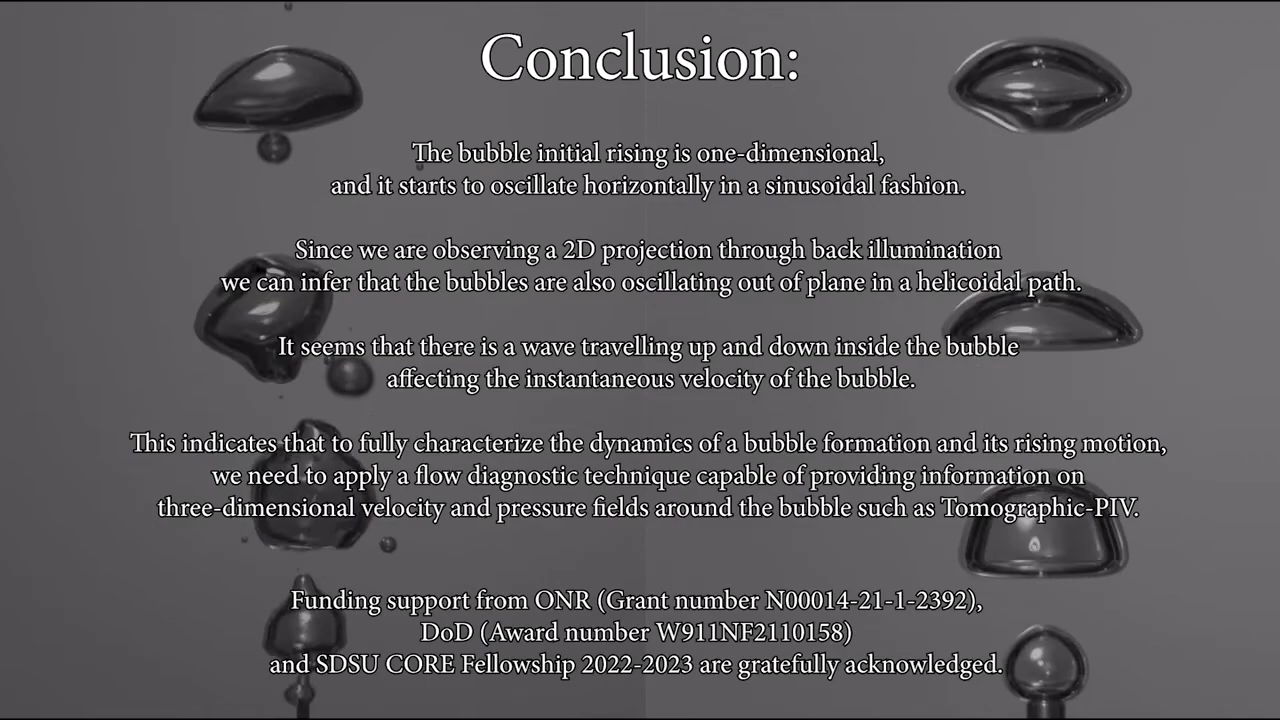 Conclusion:
The bubble initial rising is one-dimensional,
and it starts to oscillate horizontally in a sinusoidal fashion.
Since we are observing a 2D projection through back illumination
we can infer that the bubbles are also oscillating out of plane in a helicoidal path.
It seems that there is a wave travelling up and down inside the bubble
affecting the instantaneous velocity of the bubble.
This indicates that to fully characterize the dynamics of a bubble formation and its rising motion,
we need to apply a flow diagnostic technique capable of providing information on
three-dimensional velocity and pressure fields around the bubble such as Tomographic-PIV.
Funding support from ONR (Grant number N00014-21-1-2392),
DoD (Award number W911NF2110158)
and SDSU CORE Fellowship 2022-2023 are gratefully acknowledged.